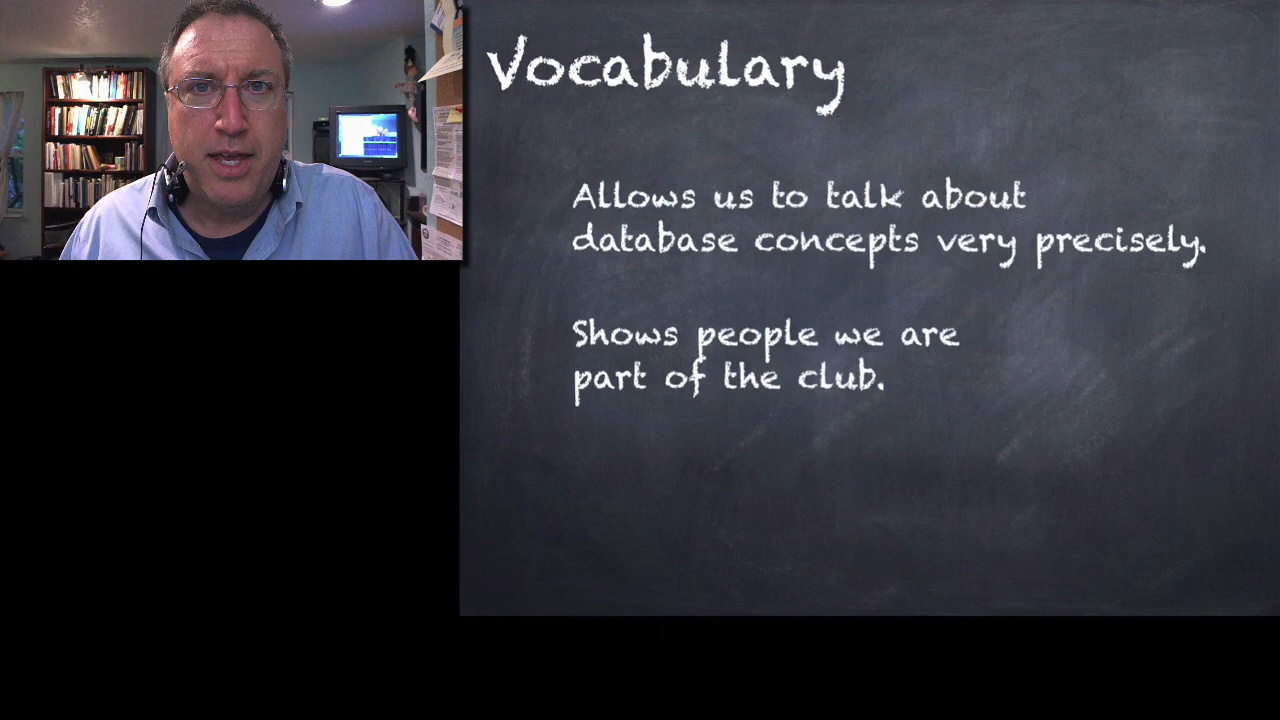 Vocabulary
Allows us to talk about
database concepts very precisely.
Shows people we are
part of the club.